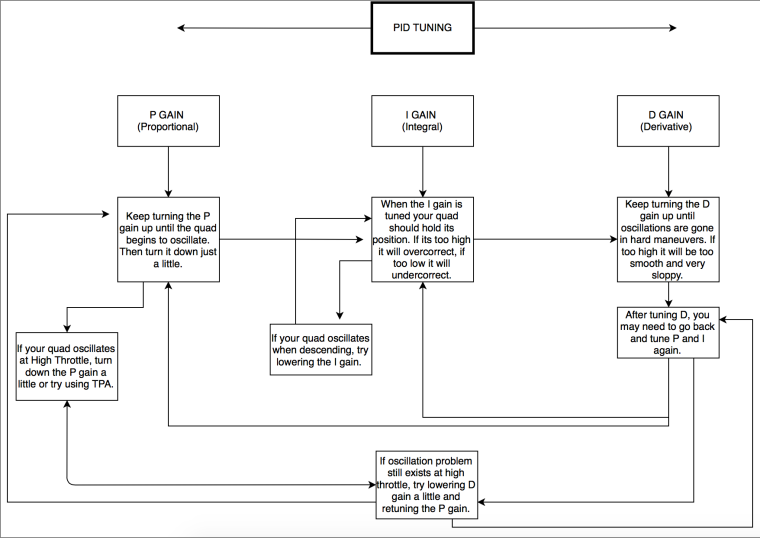 PID TUNING
P GAIN
(Proportional)
I GAIN
(Integral)
D GAIN
(Derivative)
Keep turning the P
gain up until the quad
begins to oscillate.
Then turn it down just
a little.
When the I gain is
tuned your quad
should hold its
position. If its too high
it will overcorrect, if
too low it will
undercorrect.
Keep turning the D
gain up until
oscillations are gone
in hard maneuvers. If
too high it will be too
smooth and very
sloppy.
If your quad oscillates
at High Throttle, turn
down the P gain a
little or try using TPA.
If your quad oscillates
when descending, try
lowering the I gain.
After tuning D, you
may need to go back
and tune P and I
again.
If oscillation problem
still exists at high
throttle, try lowering D
gain a little and
retuning the P gain.